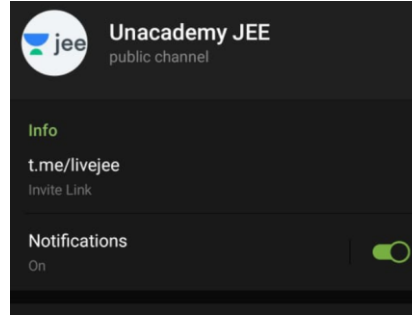 jee
Unacademy JEE
public channel
Info
t.me/livejee
Invite Link
Notifications
On